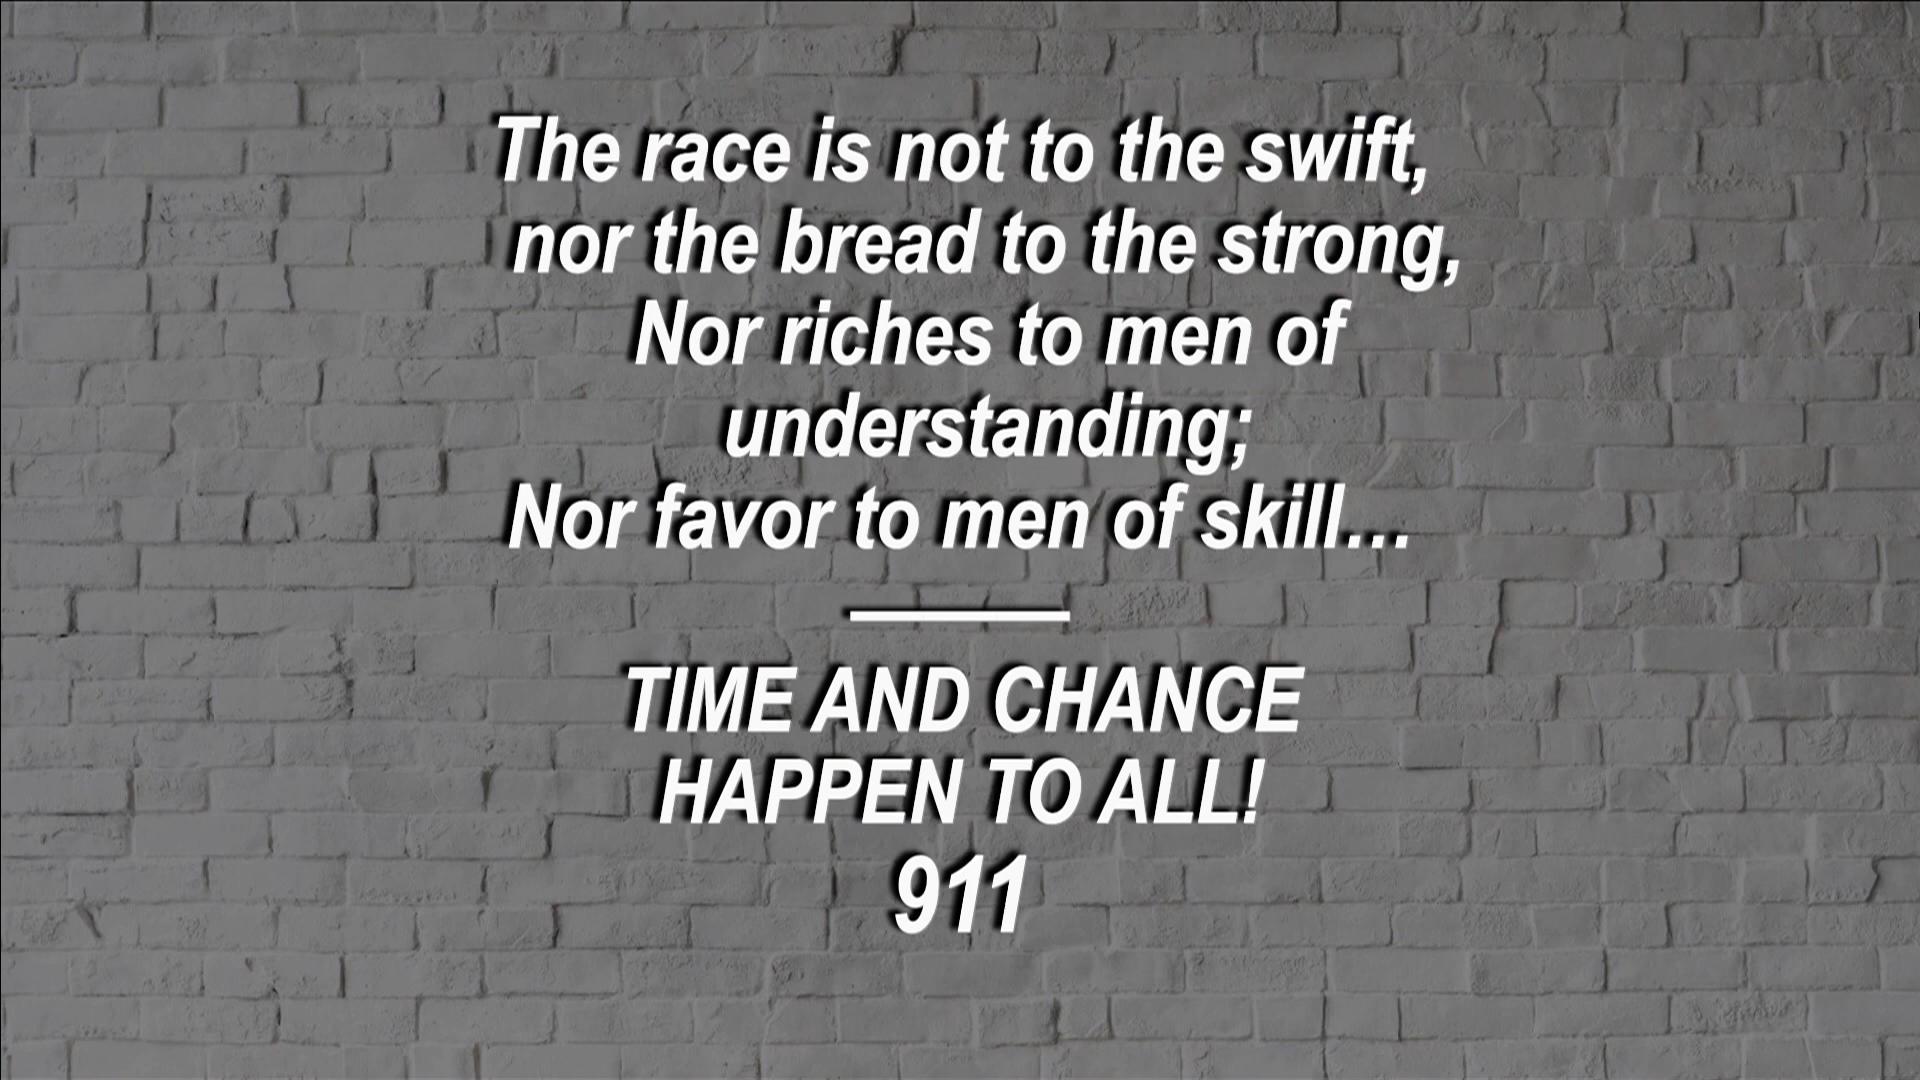 The race is not to the swift,
nor the bread to the strong,
Nor riches to men of
understanding;
Nor favor to men of skill...
TIME AND CHANCE
HAPPEN TO ALL!
911